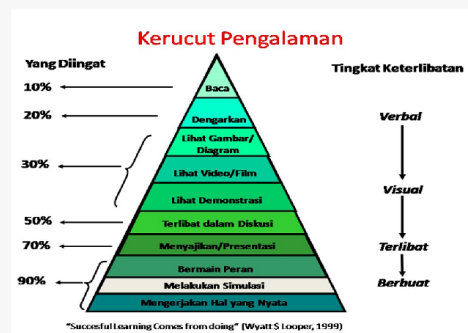 Kerucut Pengalaman
Yang Diingat
Tingkat Keterlibatan
10%
Baca
20%
Dengarkan
Verbal
30%
Lihat Gambar/
Diagram
Lihat Video/Film
Lihat Demonstrasi
Visual
50%
Terlibat dalam Diskusi
70%
Menyajikan/Presentasi
Terlibat
90%
Bermain Peran
Melakukan Simulasi
Mengerjakan Hal yang Nyata
Berbuat
"Succesful Learning Comes from doing" (Wyatt $ Looper, 1999)